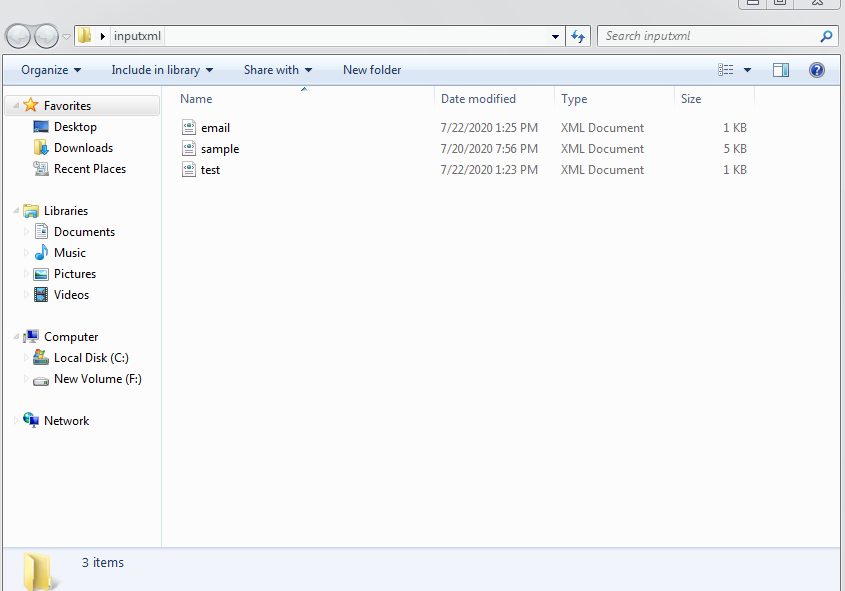 inputxml
Search inputxml
Organize Include in library Share with New folder
Name Date modified Type Size
Favorites
Desktop
Downloads
Recent Places
Libraries
Documents
Music
Pictures
Videos
Computer
Local Disk (C:)
New Volume (F:)
Network
email 7/22/2020 1:25 PM XML Document 1 KB
sample 7/20/2020 7:56 PM XML Document 5 KB
test 7/22/2020 1:23 PM XML Document 1 KB
3 items